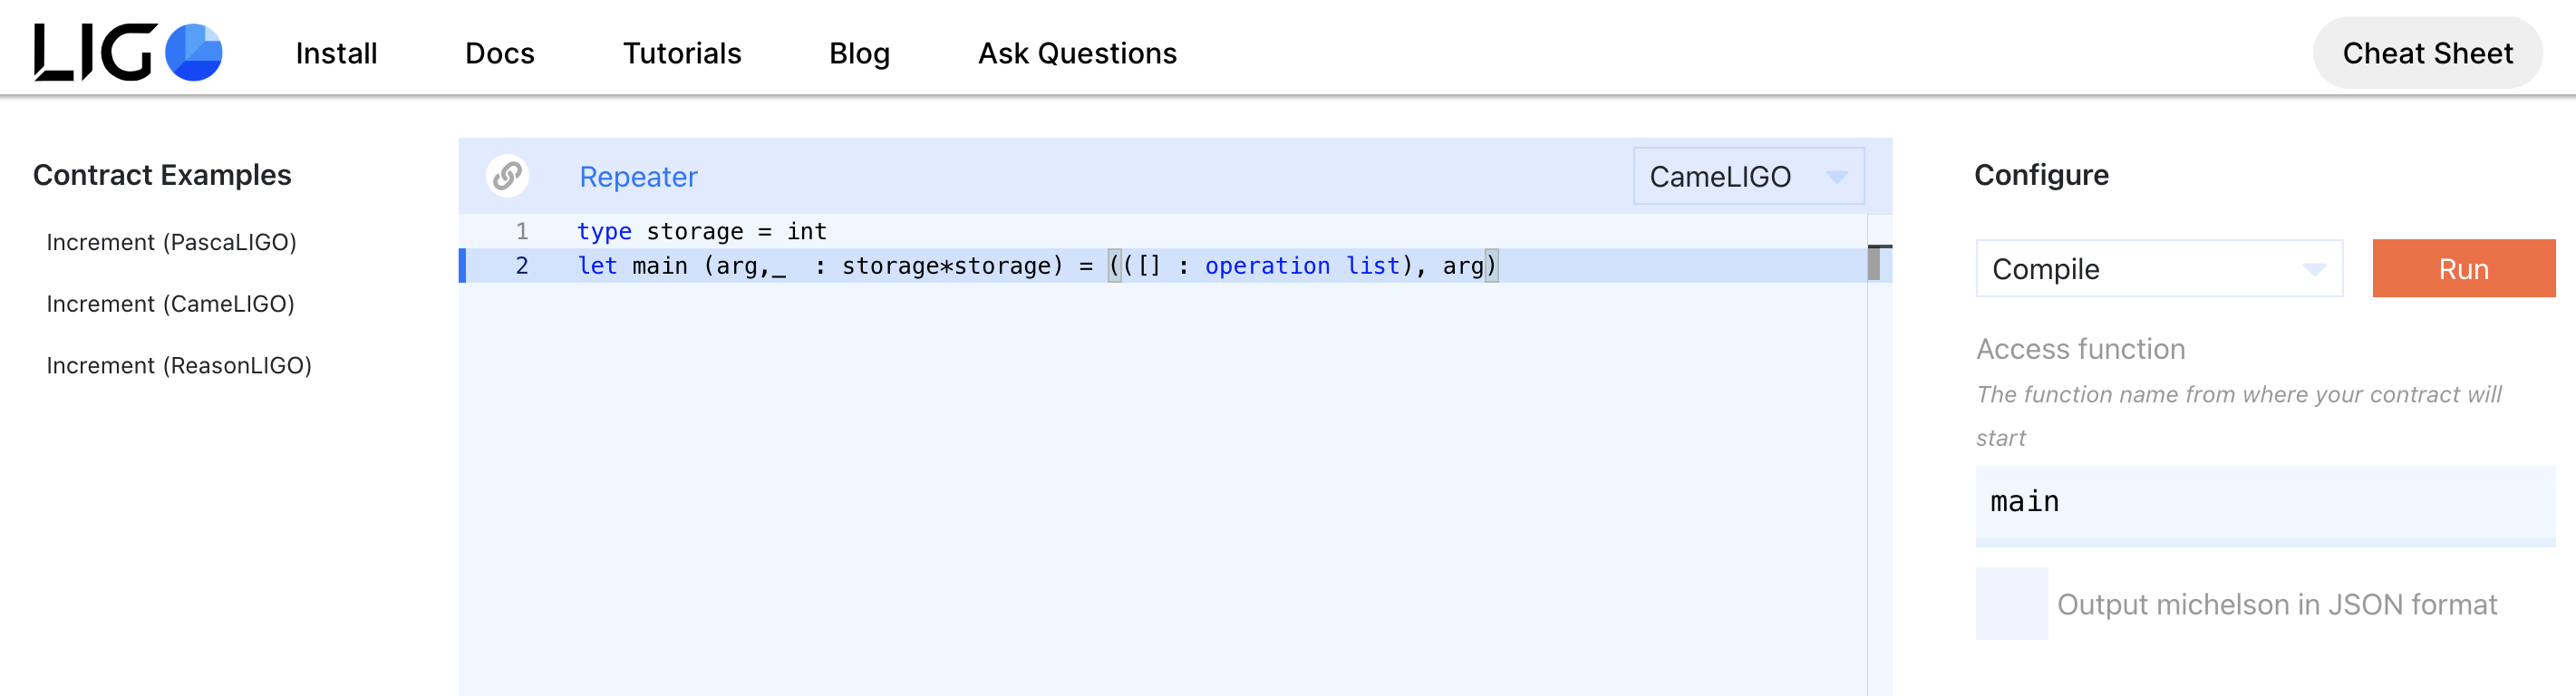 LIGO Install Docs Tutorials Blog Ask Questions Cheat Sheet
Contract Examples
Increment (PascaLIGO)
Increment (CameLIGO)
Increment (ReasonLIGO)
Repeater CameLIGO
1 type storage = int
2 let main (arg,_  : storage*storage) = (([] : operation list), arg)
Configure
Compile Run
Access function
The function name from where your contract will
start
main
Output michelson in JSON format